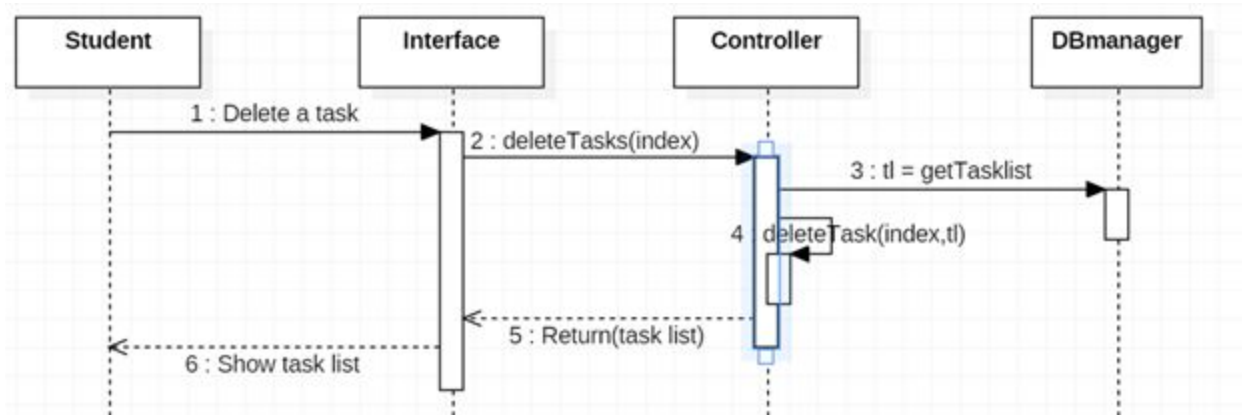 Student
Interface
Controller
DBmanager
1 : Delete a task
2 : deleteTasks(index)
3 : tl = getTasklist
4 : deleteTask(index,tl)
5 : Return(task list)
6 : Show task list